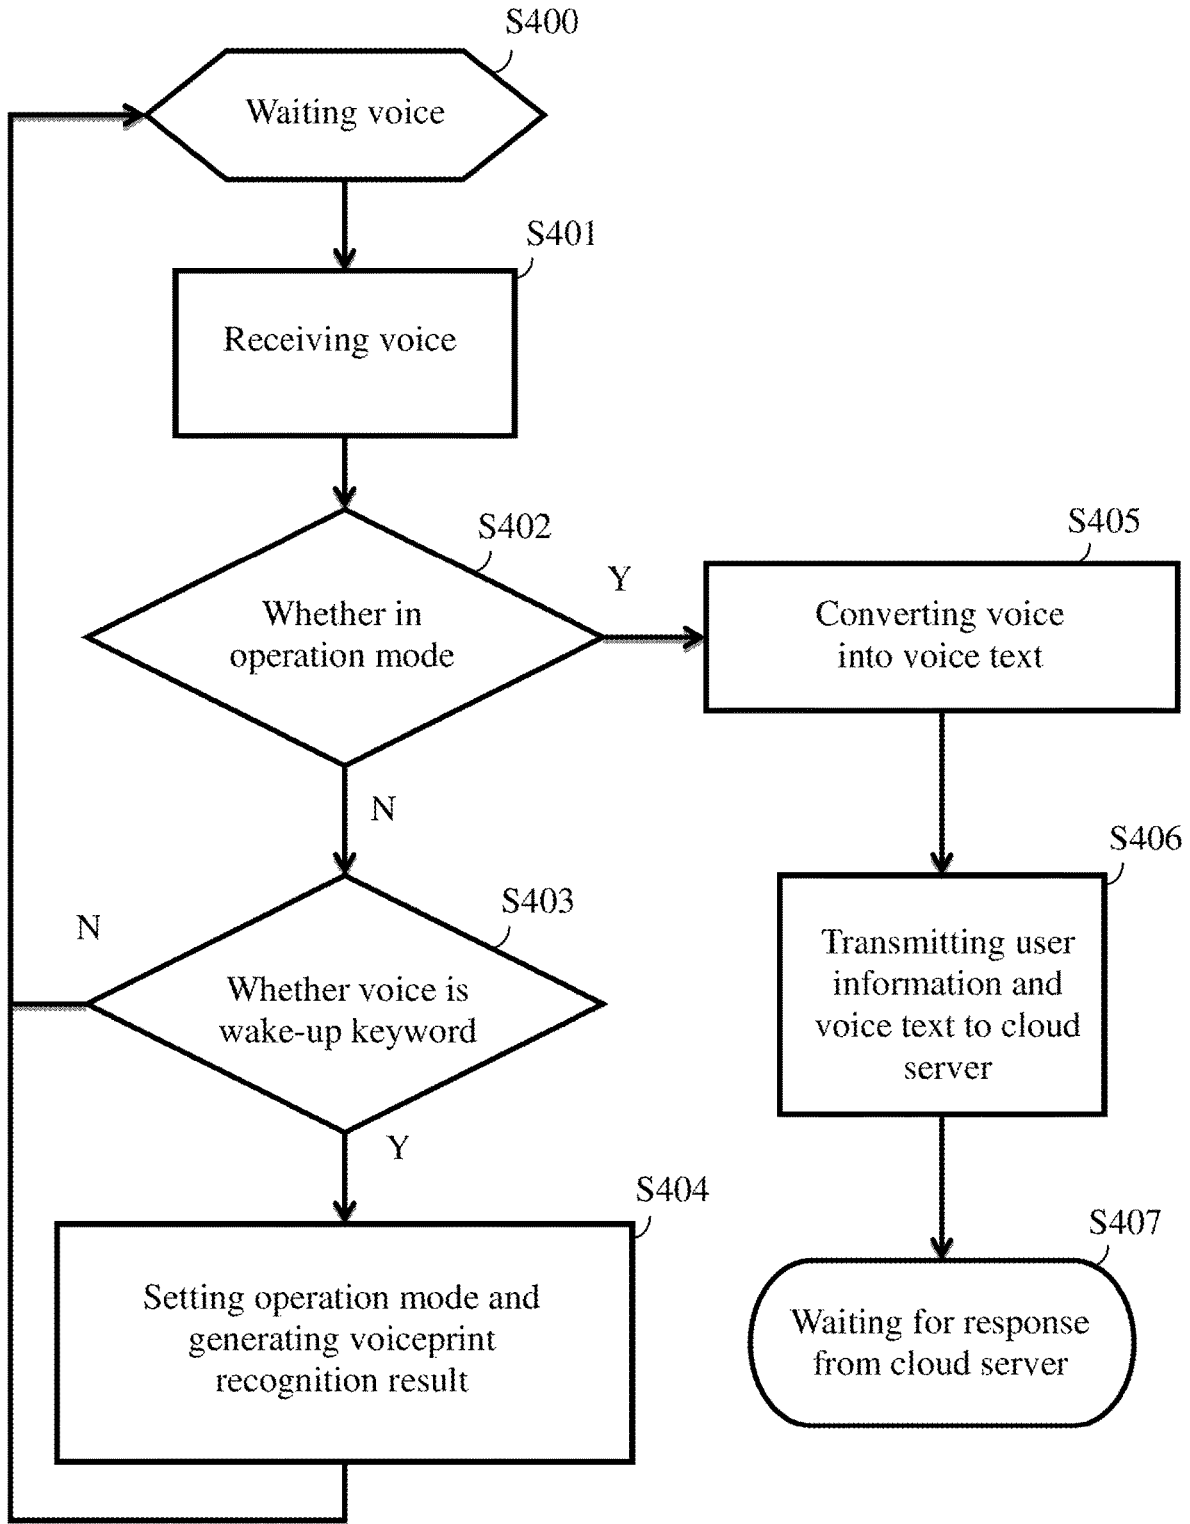 S400
Waiting voice
S401
Receiving voice
S402
Whether in
operation mode
Y
N
S405
Converting voice
into voice text
S403
Whether voice is
wake-up keyword
N
Y
S406
Transmitting user
information and
voice text to cloud
server
S404
Setting operation mode and
generating voiceprint
recognition result
S407
Waiting for response
from cloud server